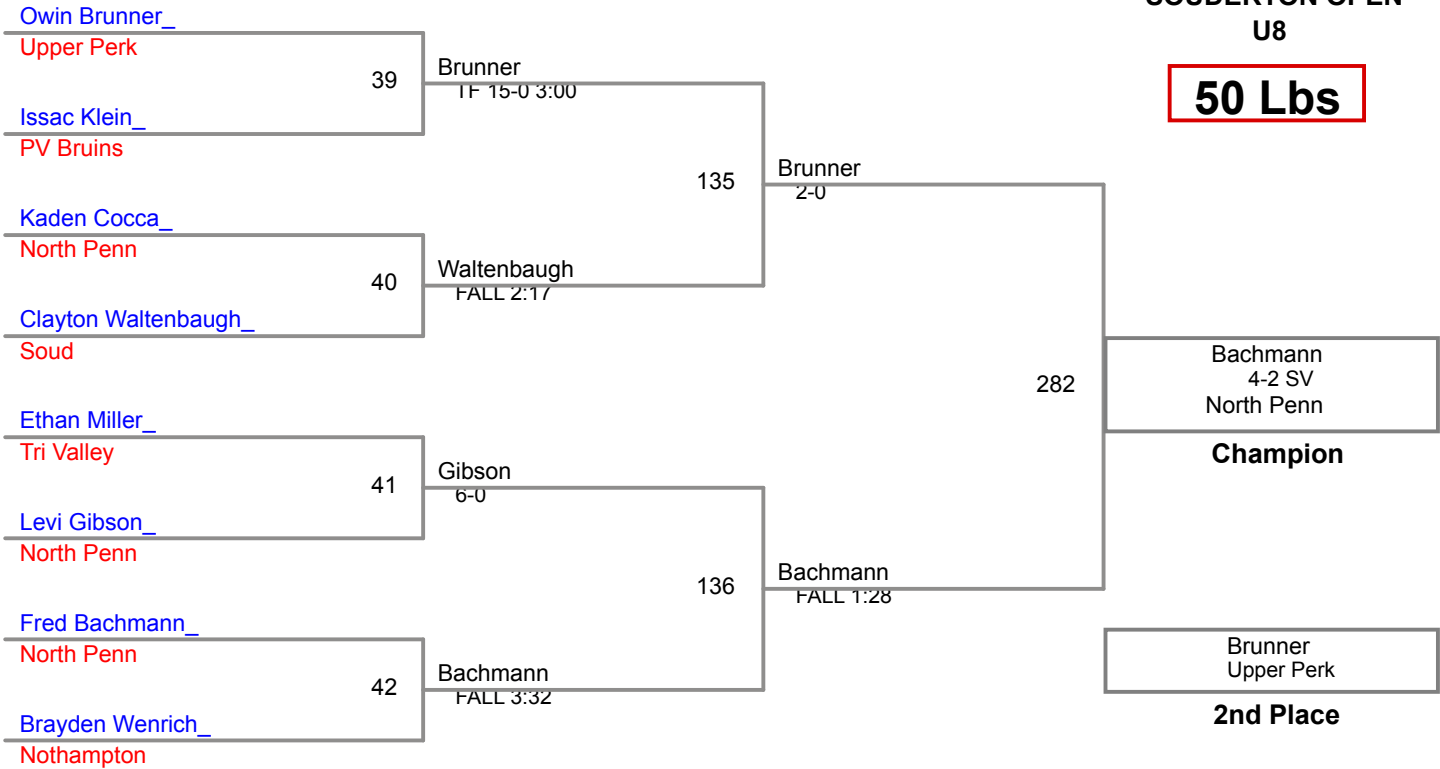 SOUDERTON OPEN
U8
50 Lbs
Owin Brunner_
Upper Perk
39
Brunner
TF 15-0 3:00
Issac Klein_
PV Bruins
135
Brunner
2-0
Kaden Cocca_
North Penn
40
Waltenbaugh
FALL 2:17
Clayton Waltenbaugh_
Soud
282
Bachmann
4-2 SV
North Penn
Champion
Ethan Miller_
Tri Valley
41
Gibson
6-0
Levi Gibson_
North Penn
136
Bachmann
FALL 1:28
Fred Bachmann_
North Penn
42
Bachmann
FALL 3:32
Brayden Wenrich_
Nothampton
Brunner
Upper Perk
2nd Place